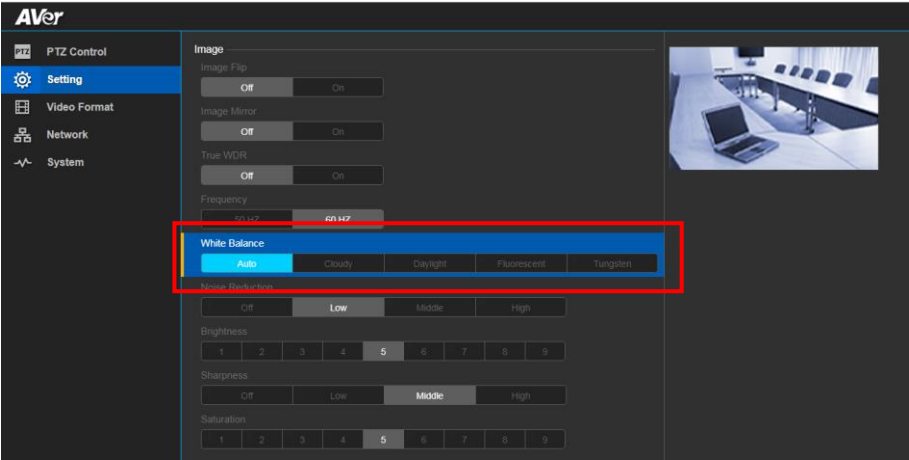 AVer
PTZ PTZ Control
Setting
Video Format
Network
System
Image
Image Flip
Off On
Image Mirror
Off On
True WDR
Off On
Frequency
50 HZ 60 HZ
White Balance
Auto Cloudy Daylight Fluorescent Tungsten
Noise Reduction
Off Low Middle High
Brightness
1 2 3 4 5 6 7 8 9
Sharpness
Off Low Middle High
Saturation
1 2 3 4 5 6 7 8 9